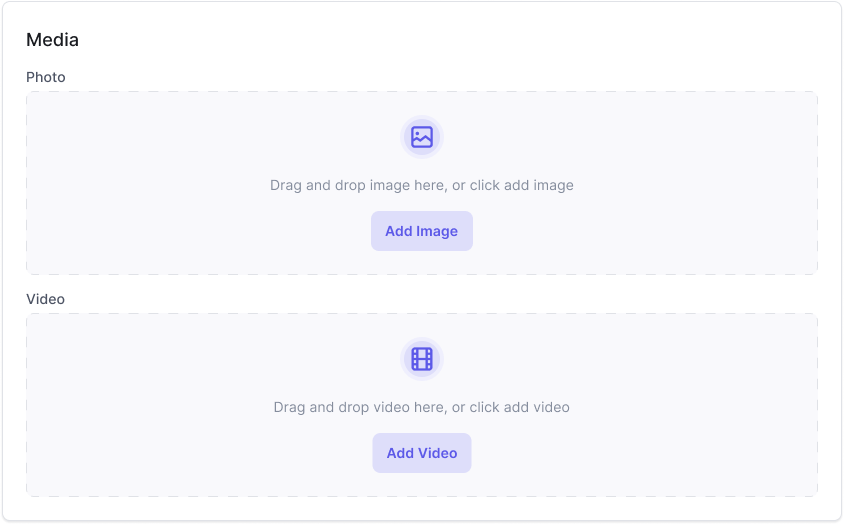 Media
Photo
Drag and drop image here, or click add image
Add Image
Video
Drag and drop video here, or click add video
Add Video